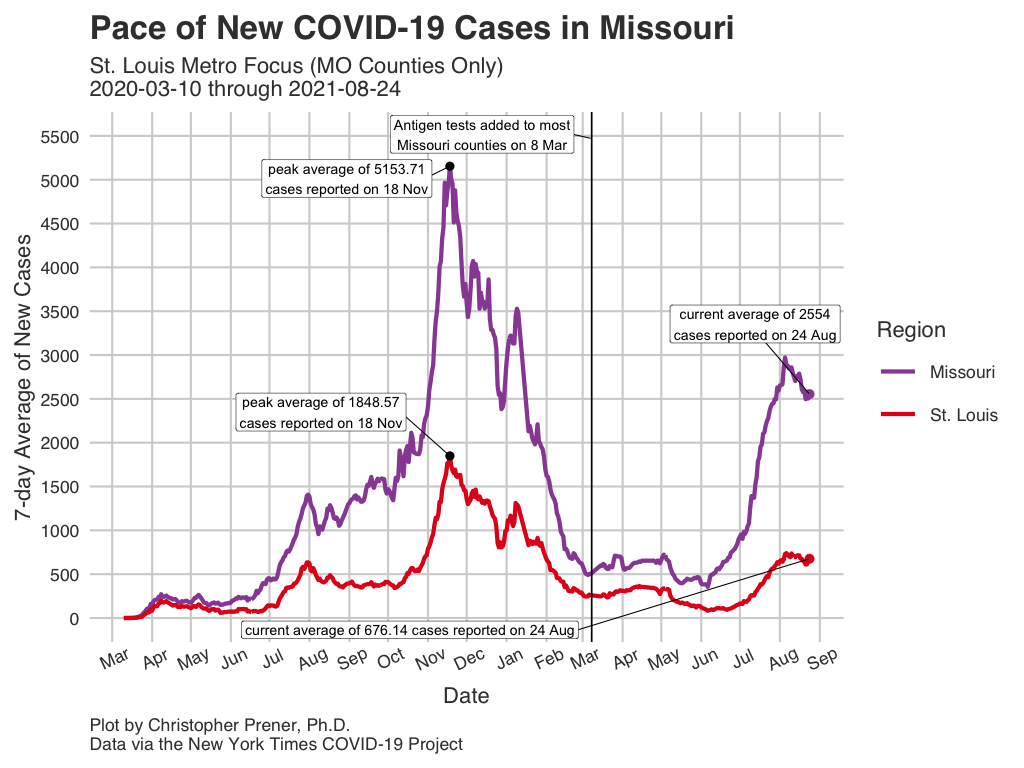 Pace of New COVID-19 Cases in Missouri
St. Louis Metro Focus (MO Counties Only)
2020-03-10 through 2021-08-24
7-day Average of New Cases
5500
5000
4500
4000
3500
3000
2500
2000
1500
1000
500
0
Antigen tests added to most
Missouri counties on 8 Mar
peak average of 5153.71
cases reported on 18 Nov
current average of 2554
cases reported on 24 Aug
peak average of 1848.57
cases reported on 18 Nov
current average of 676.14 cases reported on 24 Aug
Mar Apr May Jun Jul Aug Sep Oct Nov Dec Jan Feb Mar Apr May Jun Jul Aug Sep
Date
Region
Missouri
St. Louis
Plot by Christopher Prener, Ph.D.
Data via the New York Times COVID-19 Project